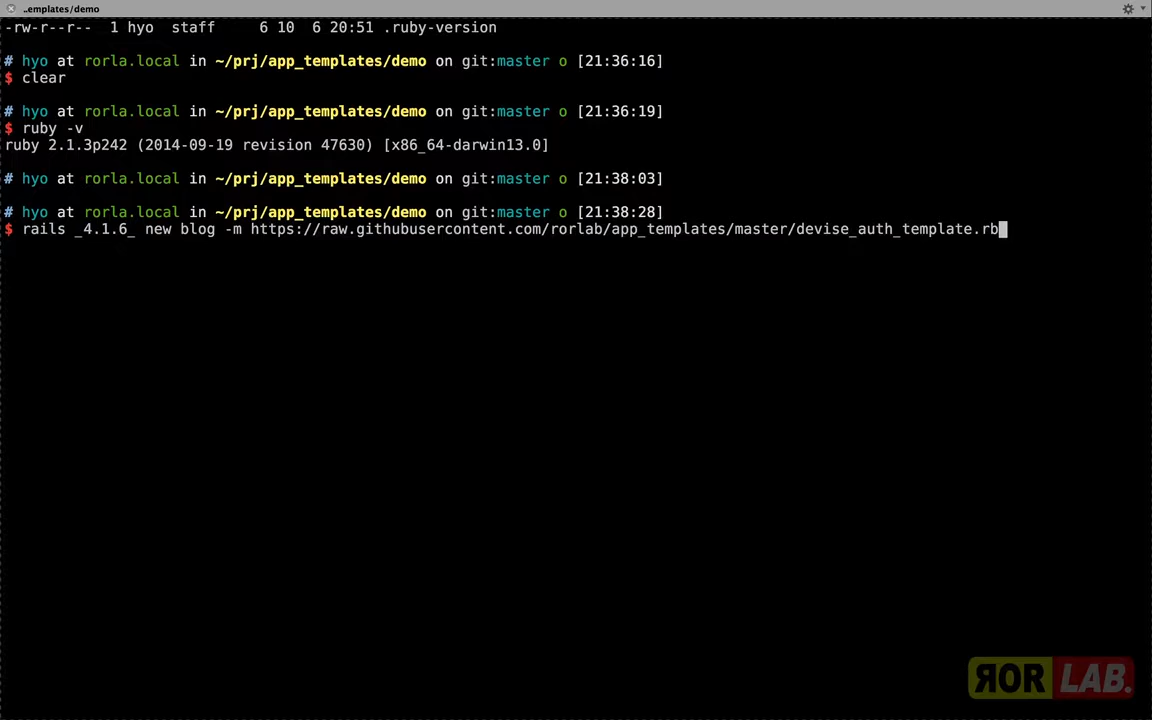 ..emplates/demo
-rw-r--r--  1 hyo  staff     6 10  6 20:51 .ruby-version
# hyo at rorla.local in ~/prj/app_templates/demo on git:master o [21:36:16]
$ clear
# hyo at rorla.local in ~/prj/app_templates/demo on git:master o [21:36:19]
$ ruby -v
ruby 2.1.3p242 (2014-09-19 revision 47630) [x86_64-darwin13.0]
# hyo at rorla.local in ~/prj/app_templates/demo on git:master o [21:38:03]
# hyo at rorla.local in ~/prj/app_templates/demo on git:master o [21:38:28]
$ rails _4.1.6_ new blog -m https://raw.githubusercontent.com/rorlab/app_templates/master/devise_auth_template.rb
ЯOR LAB.